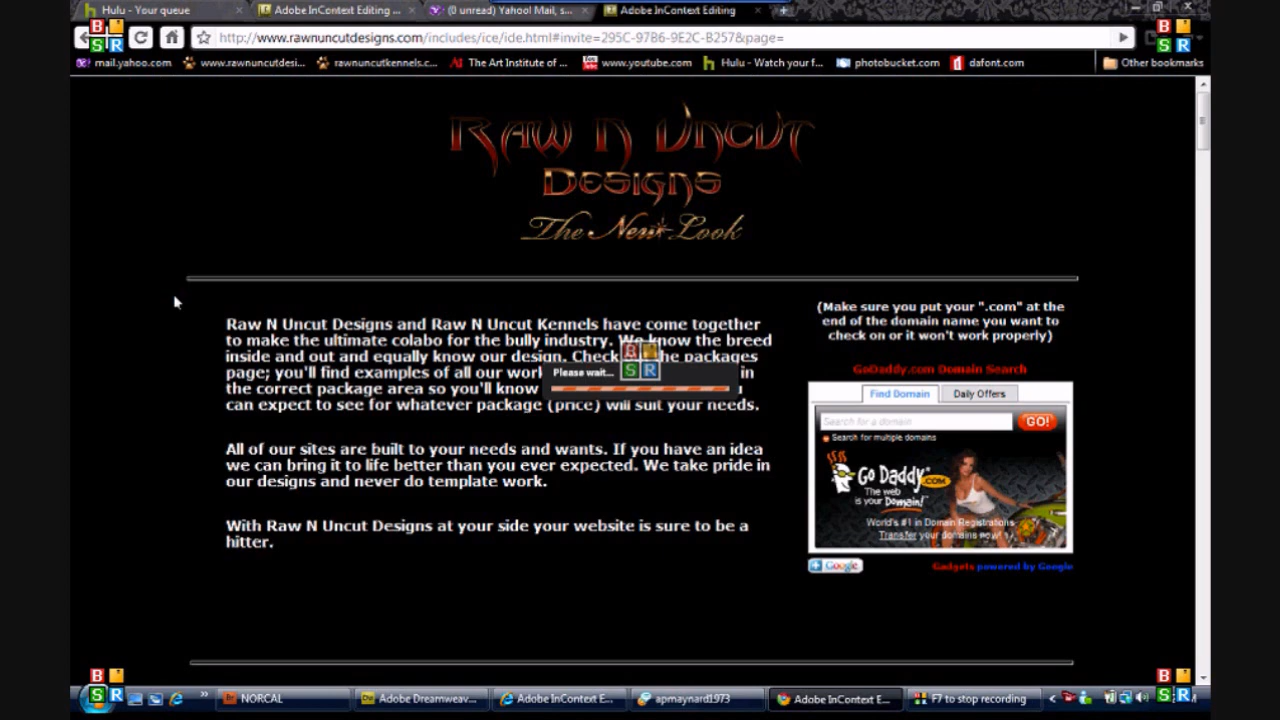 Hulu - Your queue
Adobe InContext Editing ...
(0 unread) Yahoo! Mail, s...
Adobe InContext Editing
http://www.rawnuncutdesigns.com/includes/ice/ide.html#invite=295C-97B6-9E2C-B257&page=
mail.yahoo.com
www.rawnuncutdesi...
rawnuncutkennels.c...
The Art Institute of ...
www.youtube.com
Hulu - Watch your f...
photobucket.com
dafont.com
Other bookmarks
Raw N Uncut
Designs
The New Look
Raw N Uncut Designs and Raw N Uncut Kennels have come together
to make the ultimate colabo for the bully industry. We know the breed
inside and out and equally know our design. Check the packages
page; you'll find examples of all our work in
the correct package area so you'll know
can expect to see for whatever package (price) will suit your needs.
Please wait...
B
S R
All of our sites are built to your needs and wants. If you have an idea
we can bring it to life better than you ever expected. We take pride in
our designs and never do template work.
With Raw N Uncut Designs at your side your website is sure to be a
hitter.
(Make sure you put your ".com" at the
end of the domain name you want to
check on or it won't work properly)
GoDaddy.com Domain Search
Find Domain
Daily Offers
Search for a domain
GO!
Search for multiple domains
Go Daddy .COM
The web
is your Domain!
World's #1 in Domain Registrations
Transfer your domains now!
+ Google
Gadgets powered by Google
B
S R
B
S R
B
S R
B
S R
NORCAL
Adobe Dreamweav...
Adobe InContext E...
apmaynard1973
Adobe InContext E...
F7 to stop recording